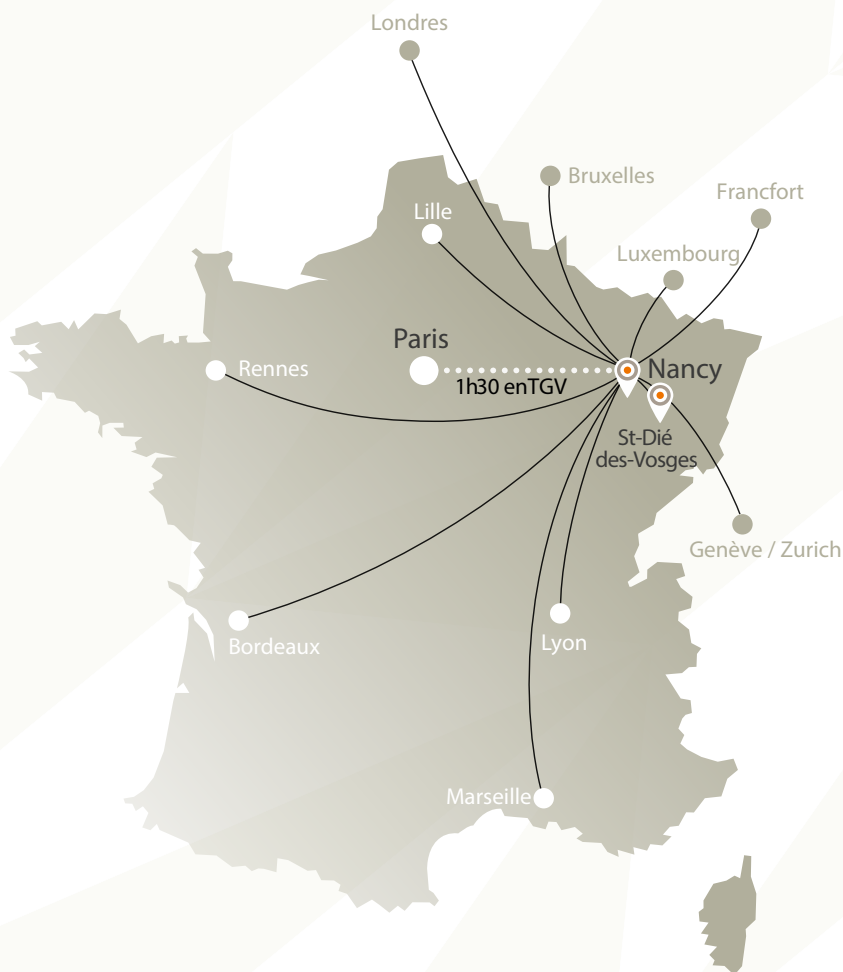 Londres
Bruxelles
Francfort
Lille
Luxembourg
Paris
Rennes
Nancy
1h30 enTGV
St-Dié
des-Vosges
Genève / Zurich
Bordeaux
Lyon
Marseille